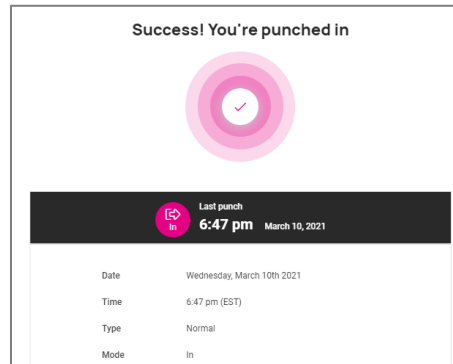 Success! You're punched in
Last punch
In
6:47 pm March 10, 2021
Date Wednesday, March 10th 2021
Time 6:47 pm (EST)
Type Normal
Mode In